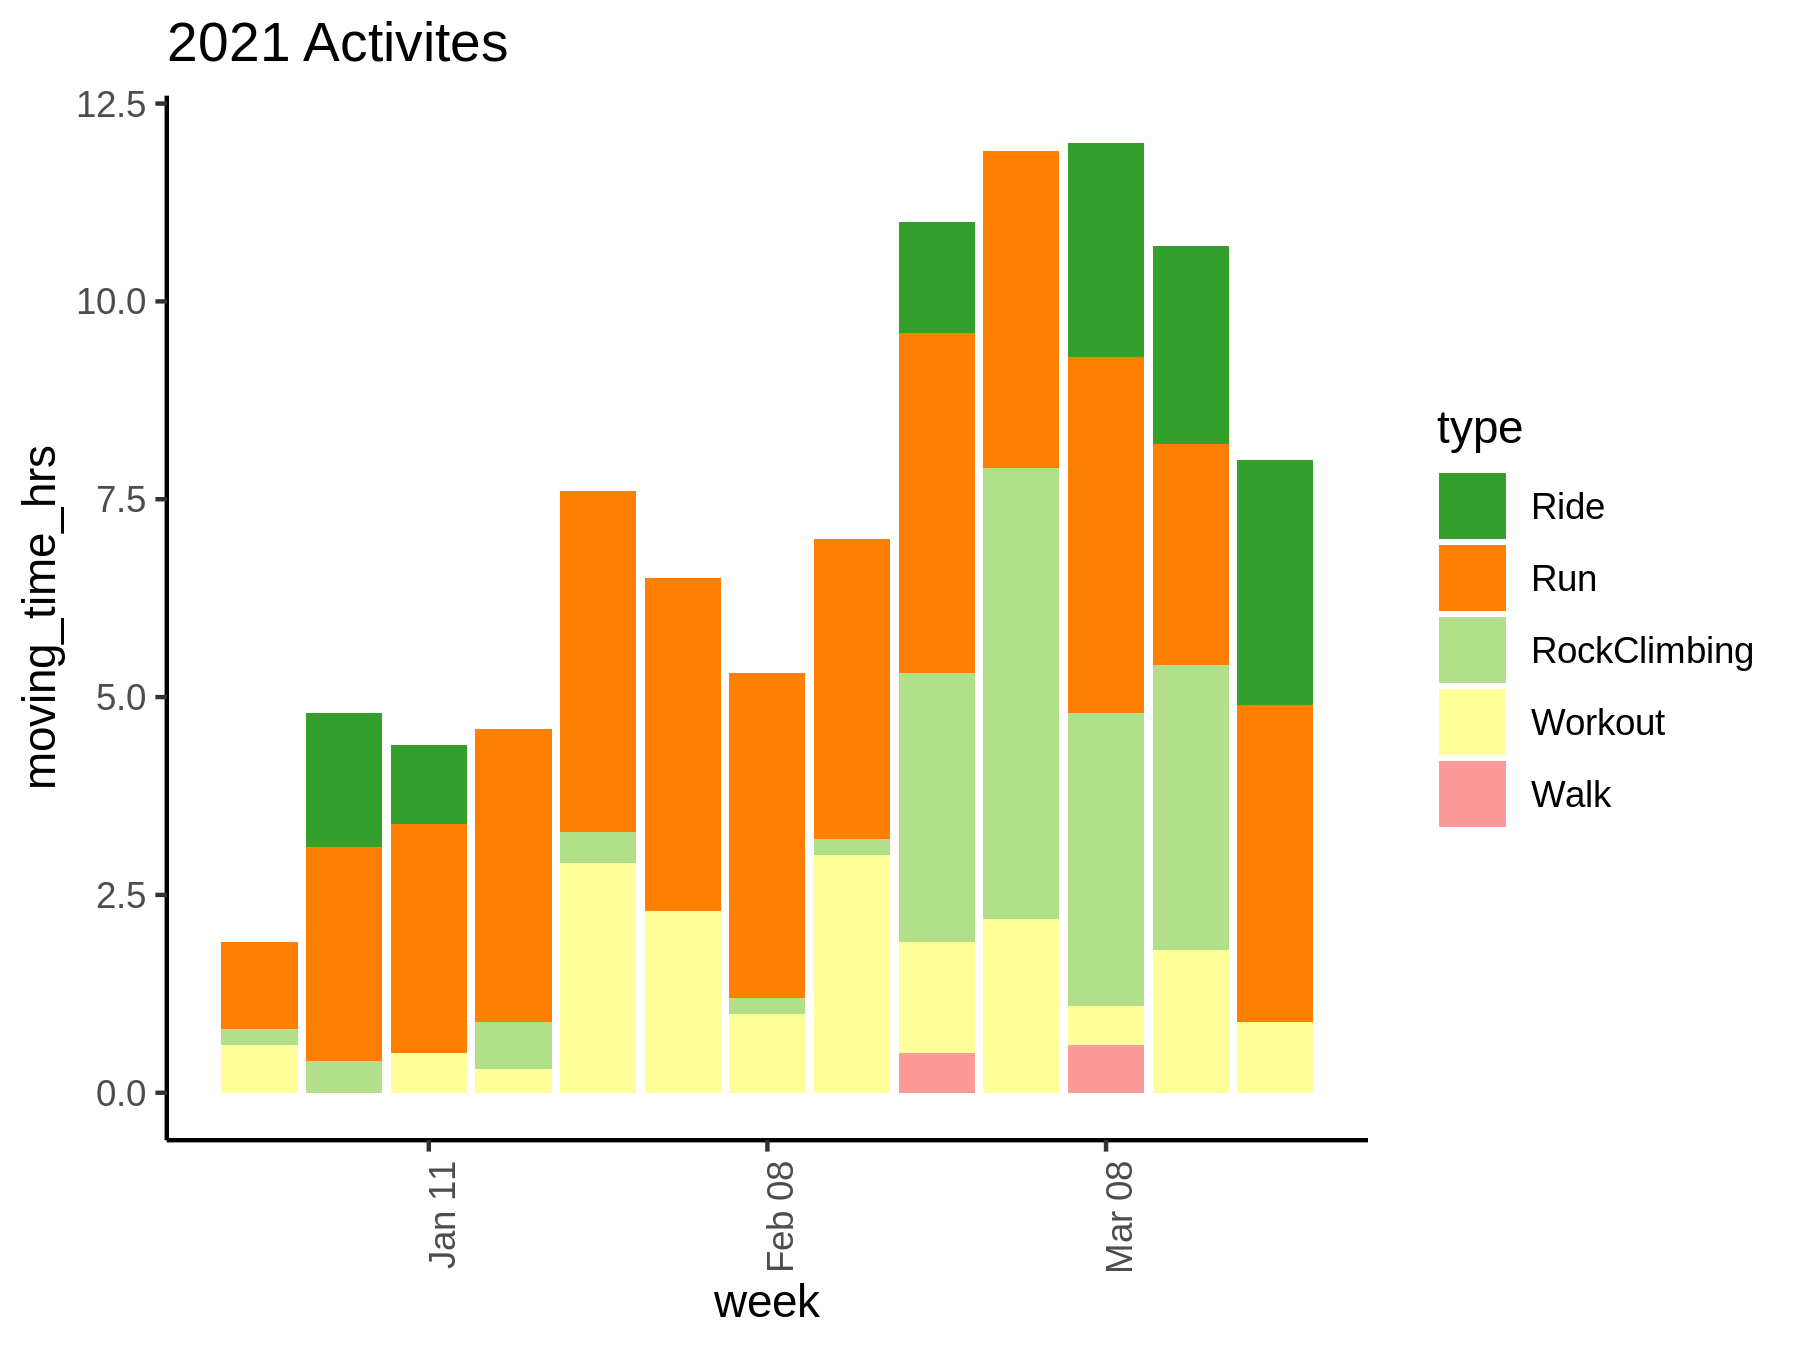 2021 Activites
12.5
10.0
7.5
5.0
2.5
0.0
moving_time_hrs
Jan 11
Feb 08
Mar 08
week
type
Ride
Run
RockClimbing
Workout
Walk